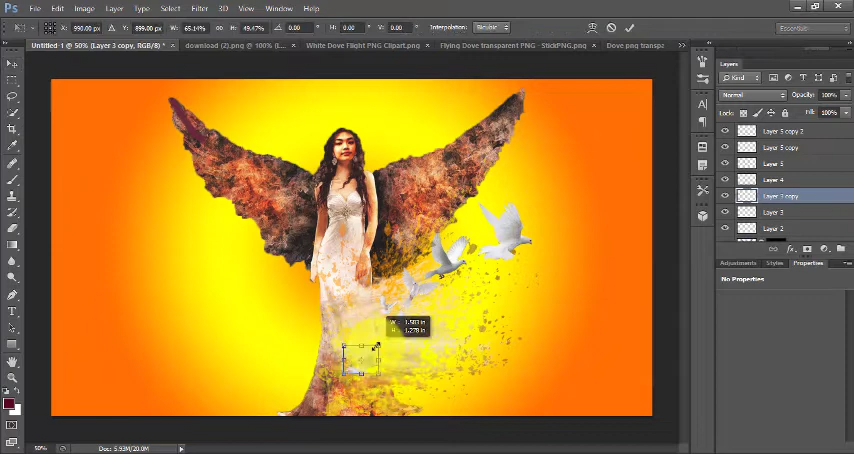 Ps File Edit Image Layer Type Select Filter 3D View Window Help
X: 990.00 px Y: 899.00 px W: 65.14% H: 49.47% 0.00 ° H: 0.00 ° V: 0.00 ° Interpolation: Bicubic Essentials
Untitled-1 @ 50% (Layer 3 copy, RGB/8) * × download (2).png @ 100% (L... × White Dove Flight PNG Clipart.png × Flying Dove transparent PNG - StickPNG.png × Dove png transpa
Layers
Kind
Normal Opacity: 100%
Lock: Fill: 100%
Layer 5 copy 2
Layer 5 copy
Layer 5
Layer 4
Layer 3 copy
Layer 3
Layer 2
fx
Adjustments Styles Properties
No Properties
W: 1.583 in
H: 1.278 in
50% Doc: 5.93M/20.0M